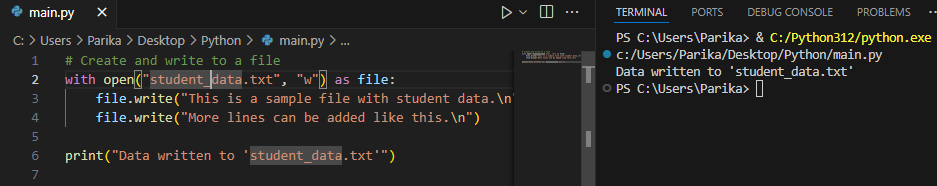 main.py
C: > Users > Parika > Desktop > Python > main.py > ...
1 # Create and write to a file
2 with open("student_data.txt", "w") as file:
3 file.write("This is a sample file with student data.\n"
4 file.write("More lines can be added like this.\n")
5
6 print("Data written to 'student_data.txt'")
TERMINAL PORTS DEBUG CONSOLE PROBLEMS
PS C:\Users\Parika> & C:/Python312/python.exe
c:/Users/Parika/Desktop/Python/main.py
Data written to 'student_data.txt'
PS C:\Users\Parika>